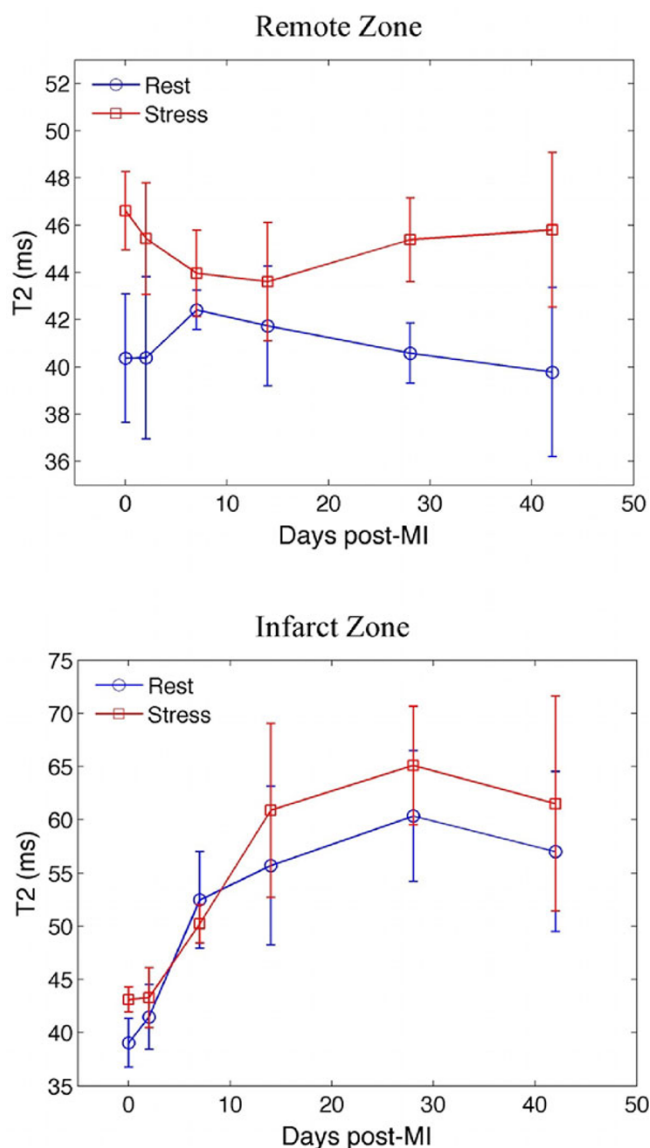 Remote Zone
Rest
Stress
52
50
48
46
44
42
40
38
36
T2 (ms)
0 10 20 30 40 50
Days post-MI
Infarct Zone
Rest
Stress
75
70
65
60
55
50
45
40
35
T2 (ms)
0 10 20 30 40 50
Days post-MI